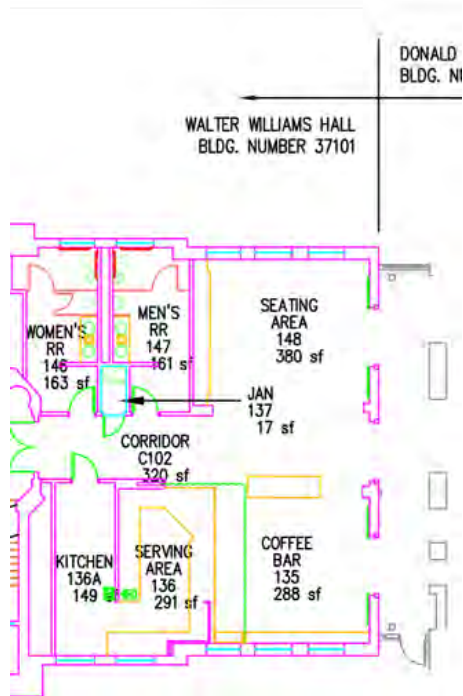 DONALD
BLDG.
WALTER WILLIAMS HALL
BLDG. NUMBER 37101
WOMEN'S
RR
146
163 sf
MEN'S
RR
147
161 sf
SEATING
AREA
148
380 sf
JAN
137
17 sf
CORRIDOR
C102
320 sf
KITCHEN
136A
149 sf
SERVING
AREA
136
291 sf
COFFEE
BAR
135
288 sf